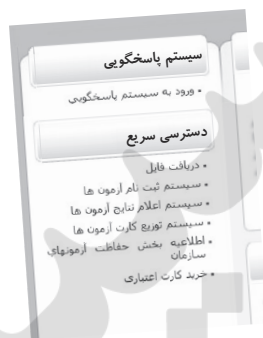 سیستم پاسخگویی
• ورود به سیستم پاسخگویی
دسترسی سریع
• دریافت فایل
• سیستم ثبت نام آزمون ها
• سیستم اعلام نتایج آزمون ها
• سیستم توزیع کارت آزمون ها
• اطلاعیه بخش حفاظت آزمونهای
سازمان
• خرید کارت اعتباری